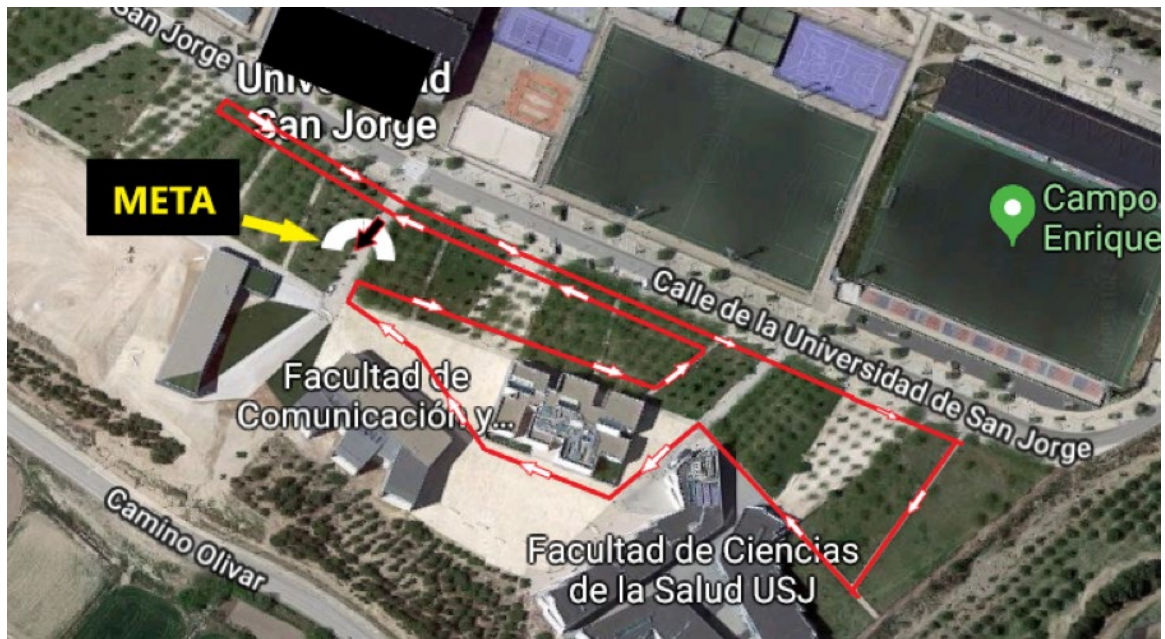 San Jorge
Universidad
San Jorge
META
Campo
Enrique
Calle de la Universidad de San Jorge
Facultad de
Comunicación y...
Facultad de Ciencias
de la Salud USJ
Camino Olivar